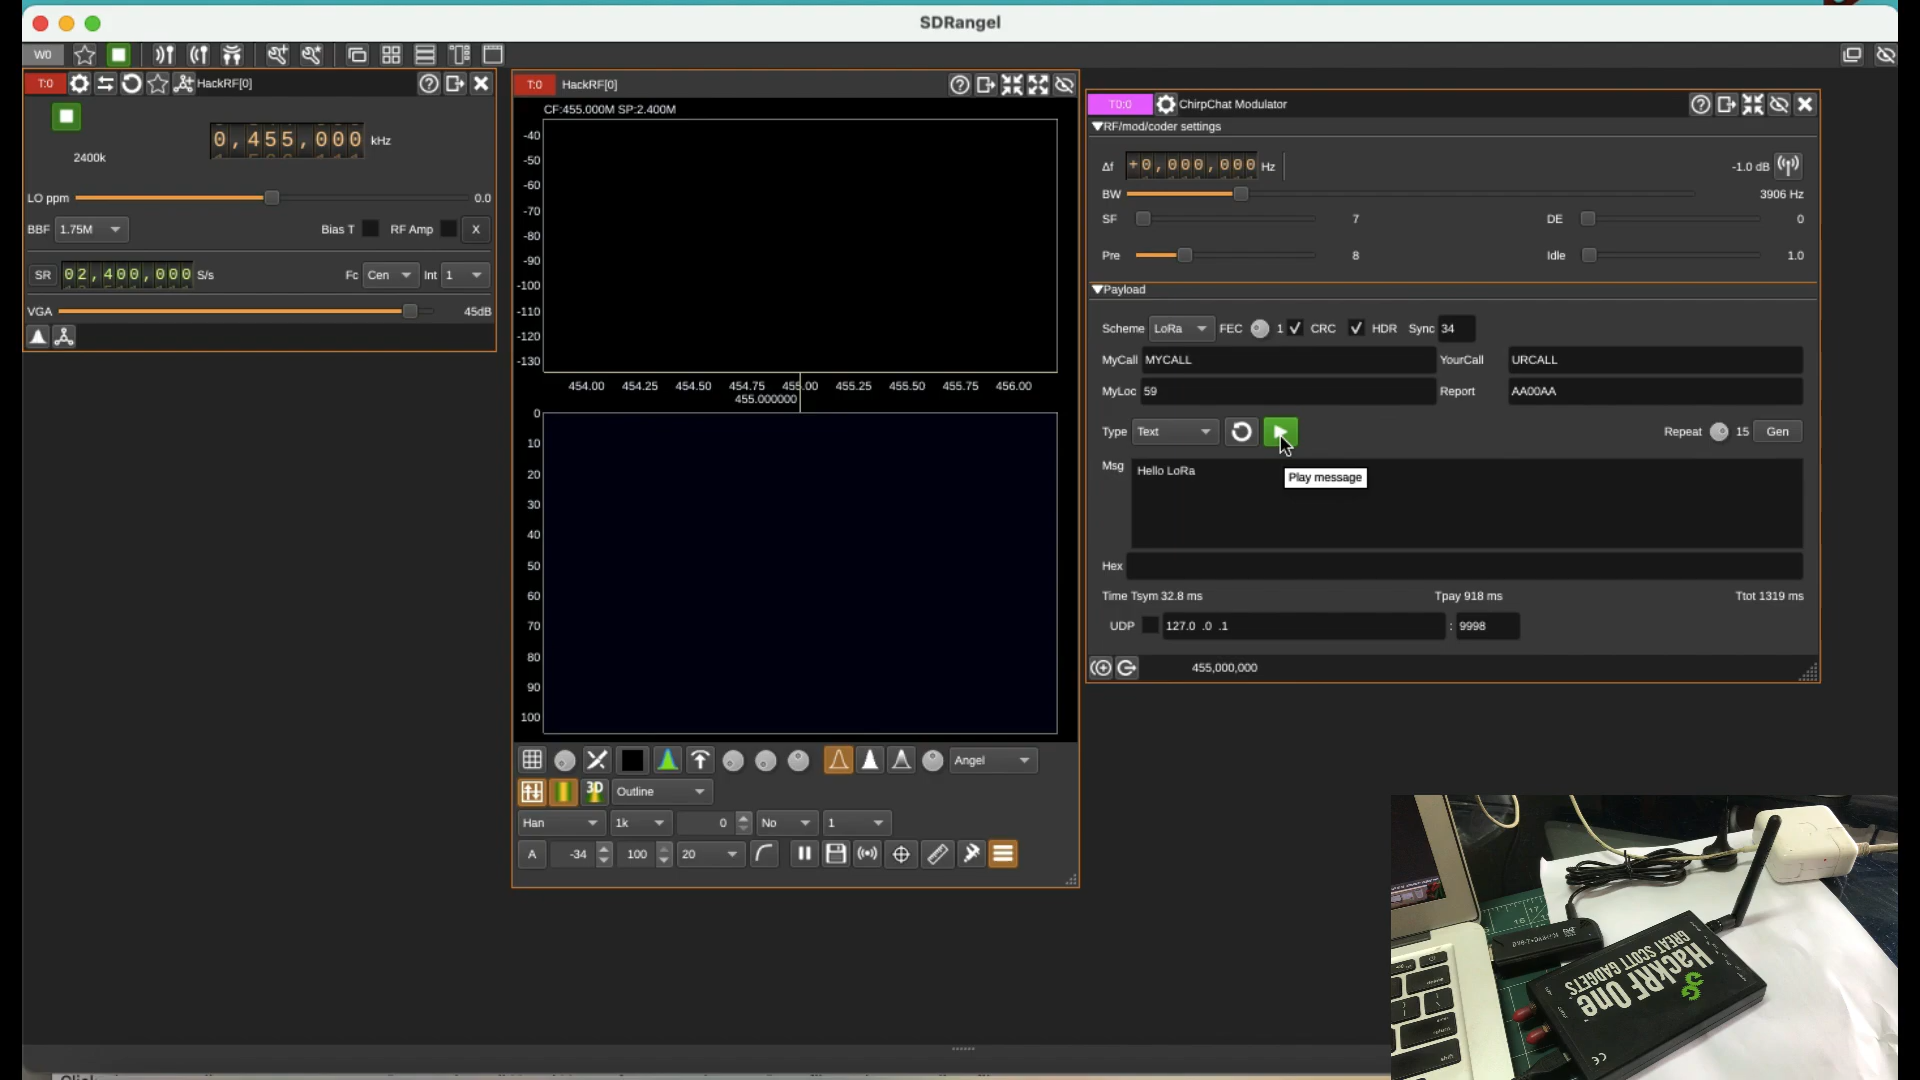 SDRangel
W0
T:0 HackRF[0]
0,455,000 kHz
2400k
LO ppm 0.0
BBF 1.75M Bias T RF Amp X
SR 02,400,000 S/s Fc Cen Int 1
VGA 45dB
T:0 HackRF[0]
CF:455.000M SP:2.400M
-40
-50
-60
-70
-80
-90
-100
-110
-120
-130
454.00 454.25 454.50 454.75 455.00 455.25 455.50 455.75 456.00
455.000000
0
10
20
30
40
50
60
70
80
90
100
Angel
3D Outline
Han 1k 0 No 1
A -34 100 20
T0:0 ChirpChat Modulator
RF/mod/coder settings
Δf +0,000,000 Hz -1.0 dB
BW 3906 Hz
SF 7 DE 0
Pre 8 Idle 1.0
Payload
Scheme LoRa FEC 1 CRC HDR Sync 34
MyCall MYCALL YourCall URCALL
MyLoc 59 Report AA00AA
Type Text Repeat 15 Gen
Msg Hello LoRa
Play message
Hex
Time Tsym 32.8 ms Tpay 918 ms Ttot 1319 ms
UDP 127.0 .0 .1 : 9998
455,000,000
HackRF One
GREAT SCOTT GADGETS